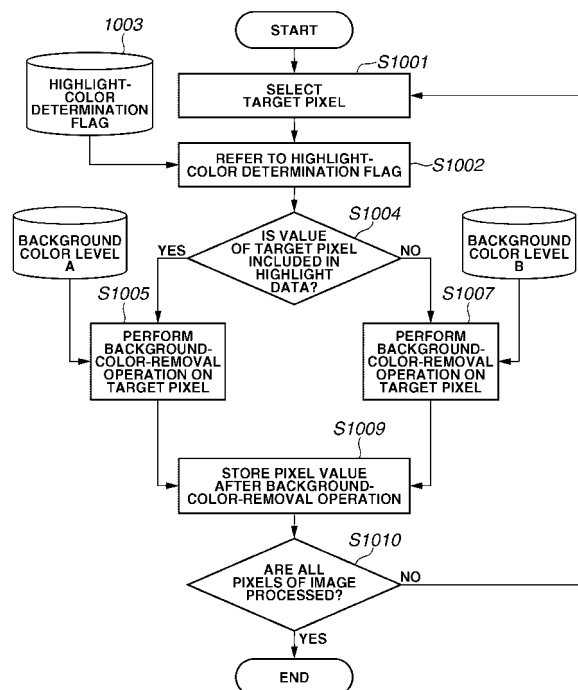 1003
START
S1001
HIGHLIGHT-
COLOR
DETERMINATION
FLAG
SELECT
TARGET PIXEL
REFER TO HIGHLIGHT-
COLOR DETERMINATION FLAG
S1002
S1004
BACKGROUND
COLOR LEVEL
A
YES
IS VALUE
OF TARGET PIXEL
INCLUDED IN
HIGHLIGHT
DATA?
NO
BACKGROUND
COLOR LEVEL
B
S1005
S1007
PERFORM
BACKGROUND-
COLOR-REMOVAL
OPERATION ON
TARGET PIXEL
PERFORM
BACKGROUND-
COLOR-REMOVAL
OPERATION ON
TARGET PIXEL
S1009
STORE PIXEL VALUE
AFTER BACKGROUND-
COLOR-REMOVAL OPERATION
S1010
ARE ALL
PIXELS OF IMAGE
PROCESSED?
NO
YES
END